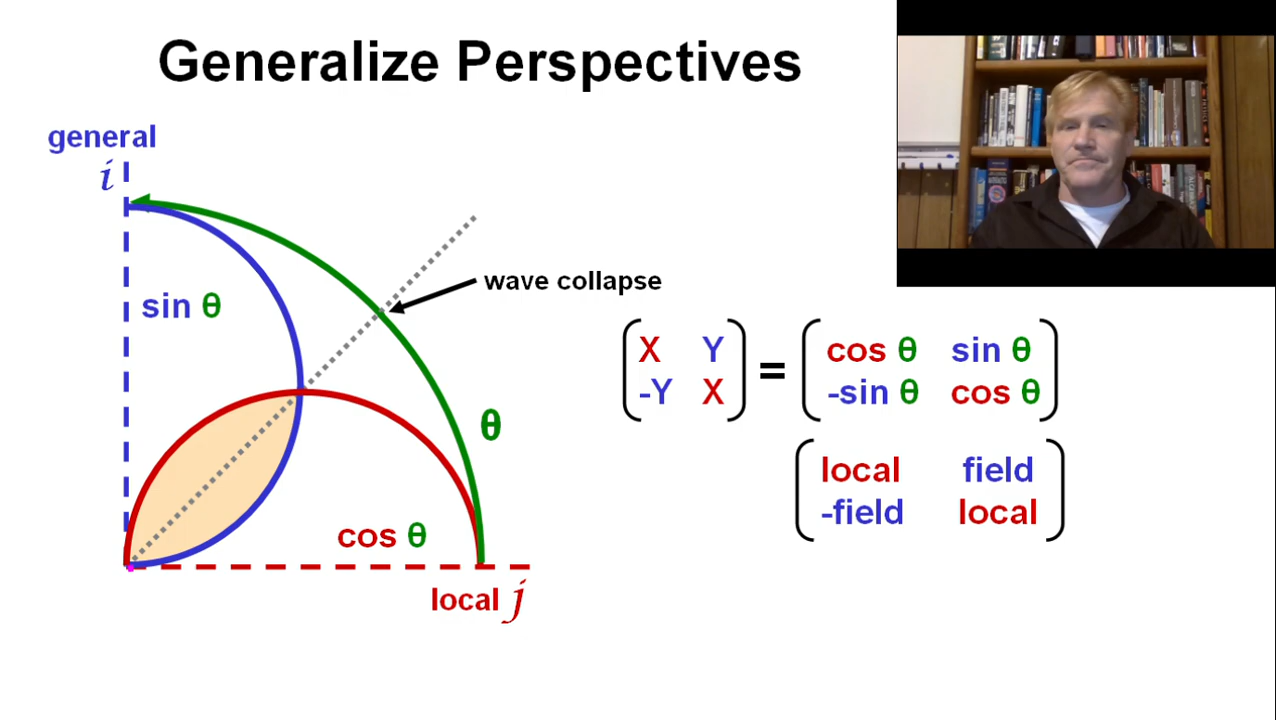 Generalize Perspectives
general
i
sin θ
wave collapse
θ
cos θ
local j
X Y = cos θ sin θ
-Y X -sin θ cos θ
local field
-field local